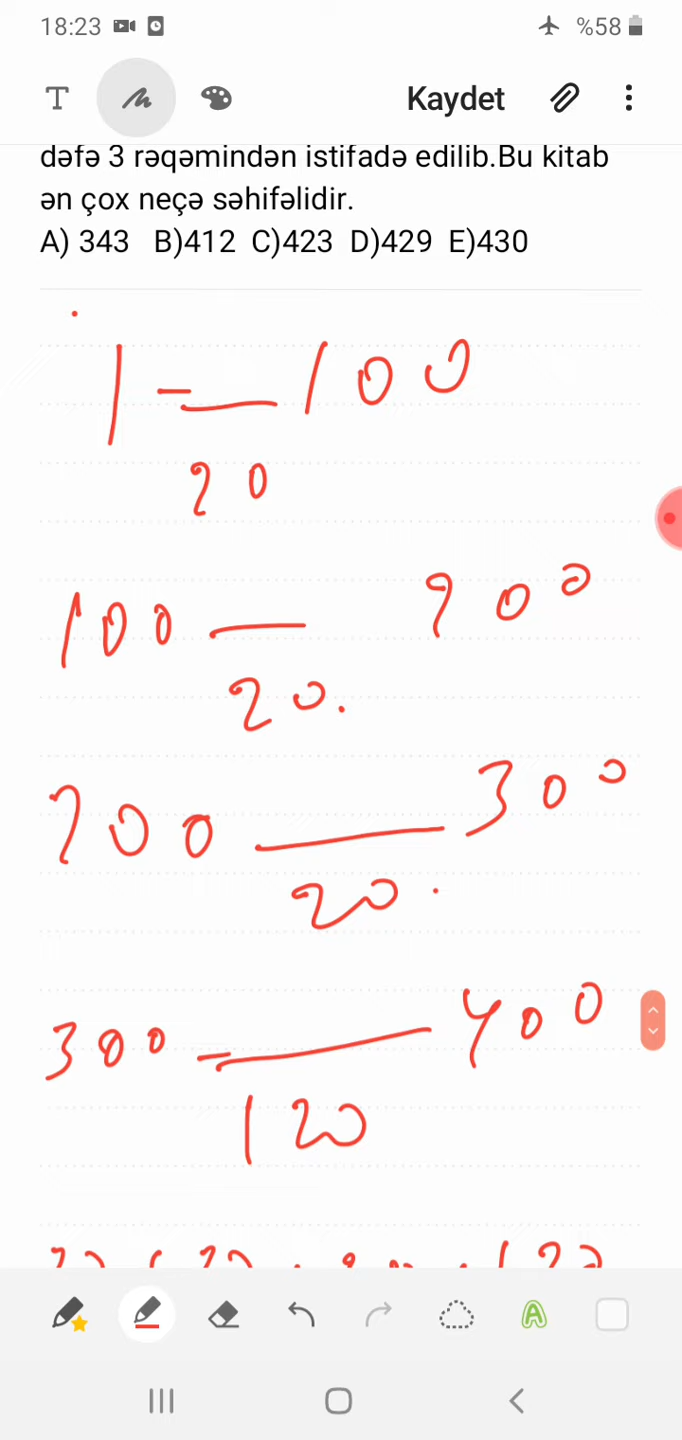 18:23 %58
Kaydet
dəfə 3 rəqəmindən istifadə edilib.Bu kitab
ən çox neçə səhifəlidir.
A) 343 B)412 C)423 D)429 E)430
1 — 100
20
100 — 200
20.
200 — 300
20.
300 — 400
120
A